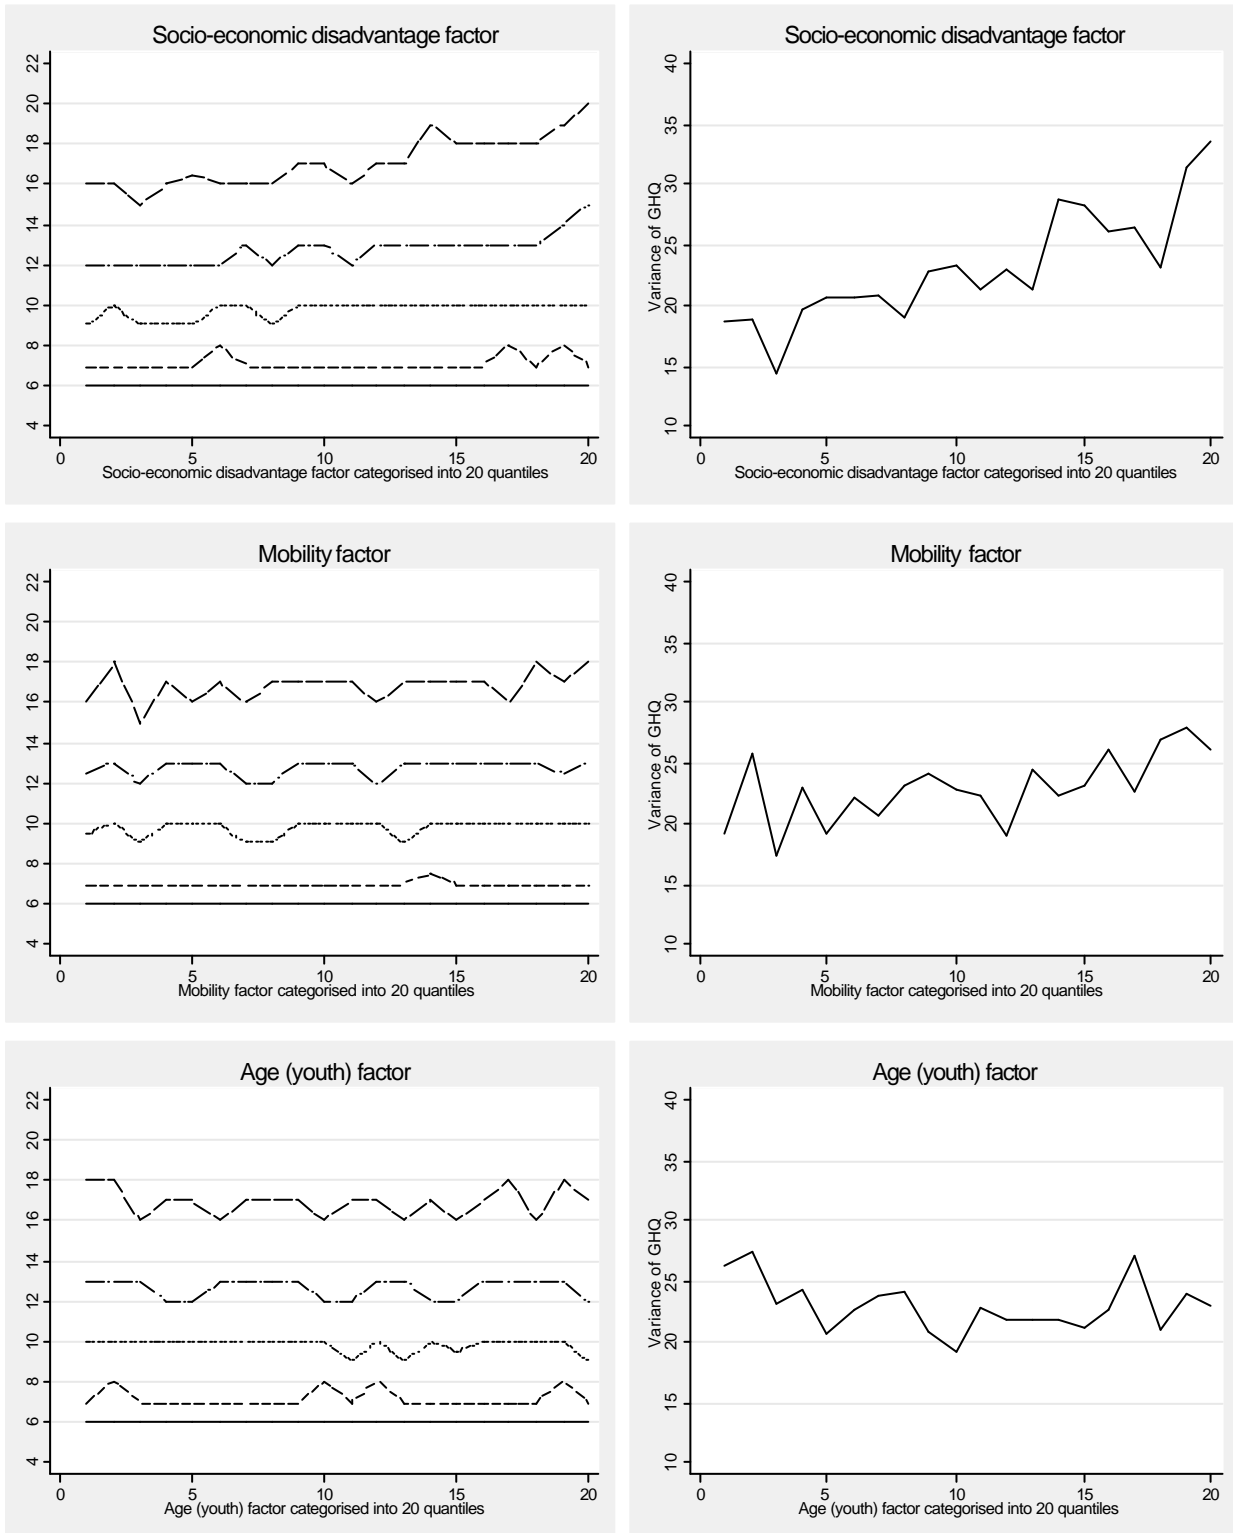 Socio-economic disadvantage factor
22
20
18
16
14
12
10
8
6
4
0 5 10 15 20
Socio-economic disadvantage factor categorised into 20 quantiles
Socio-economic disadvantage factor
Variance of GHQ
40
35
30
25
20
15
10
0 5 10 15 20
Socio-economic disadvantage factor categorised into 20 quantiles
Mobility factor
22
20
18
16
14
12
10
8
6
4
0 5 10 15 20
Mobility factor categorised into 20 quantiles
Mobility factor
Variance of GHQ
40
35
30
25
20
15
10
0 5 10 15 20
Mobility factor categorised into 20 quantiles
Age (youth) factor
22
20
18
16
14
12
10
8
6
4
0 5 10 15 20
Age (youth) factor categorised into 20 quantiles
Age (youth) factor
Variance of GHQ
40
35
30
25
20
15
10
0 5 10 15 20
Age (youth) factor categorised into 20 quantiles